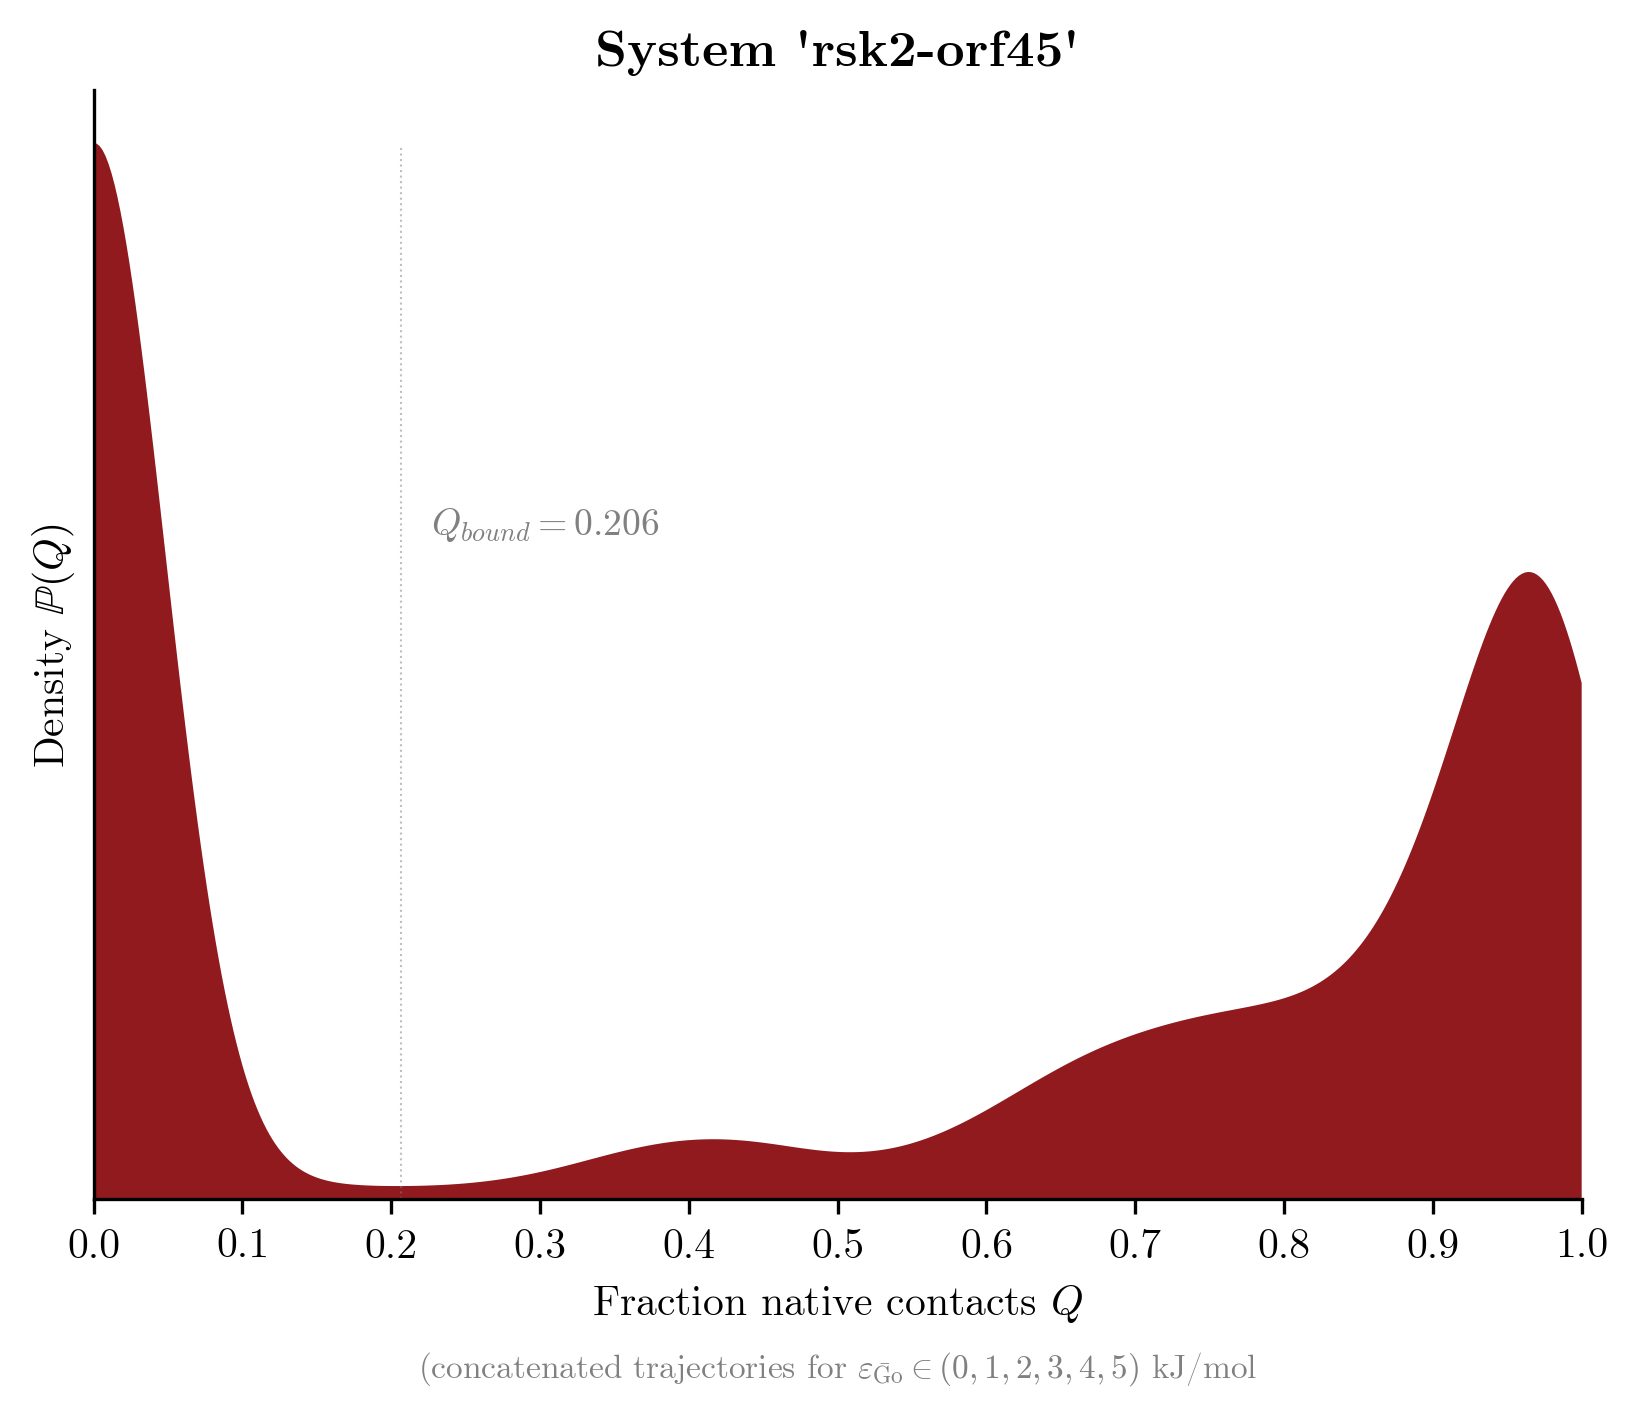 System 'rsk2-orf45'
Density ℙ(Q)
Q_bound = 0.206
0.0 0.1 0.2 0.3 0.4 0.5 0.6 0.7 0.8 0.9 1.0
Fraction native contacts Q
(concatenated trajectories for ε_Ḡo ∈ (0, 1, 2, 3, 4, 5) kJ/mol